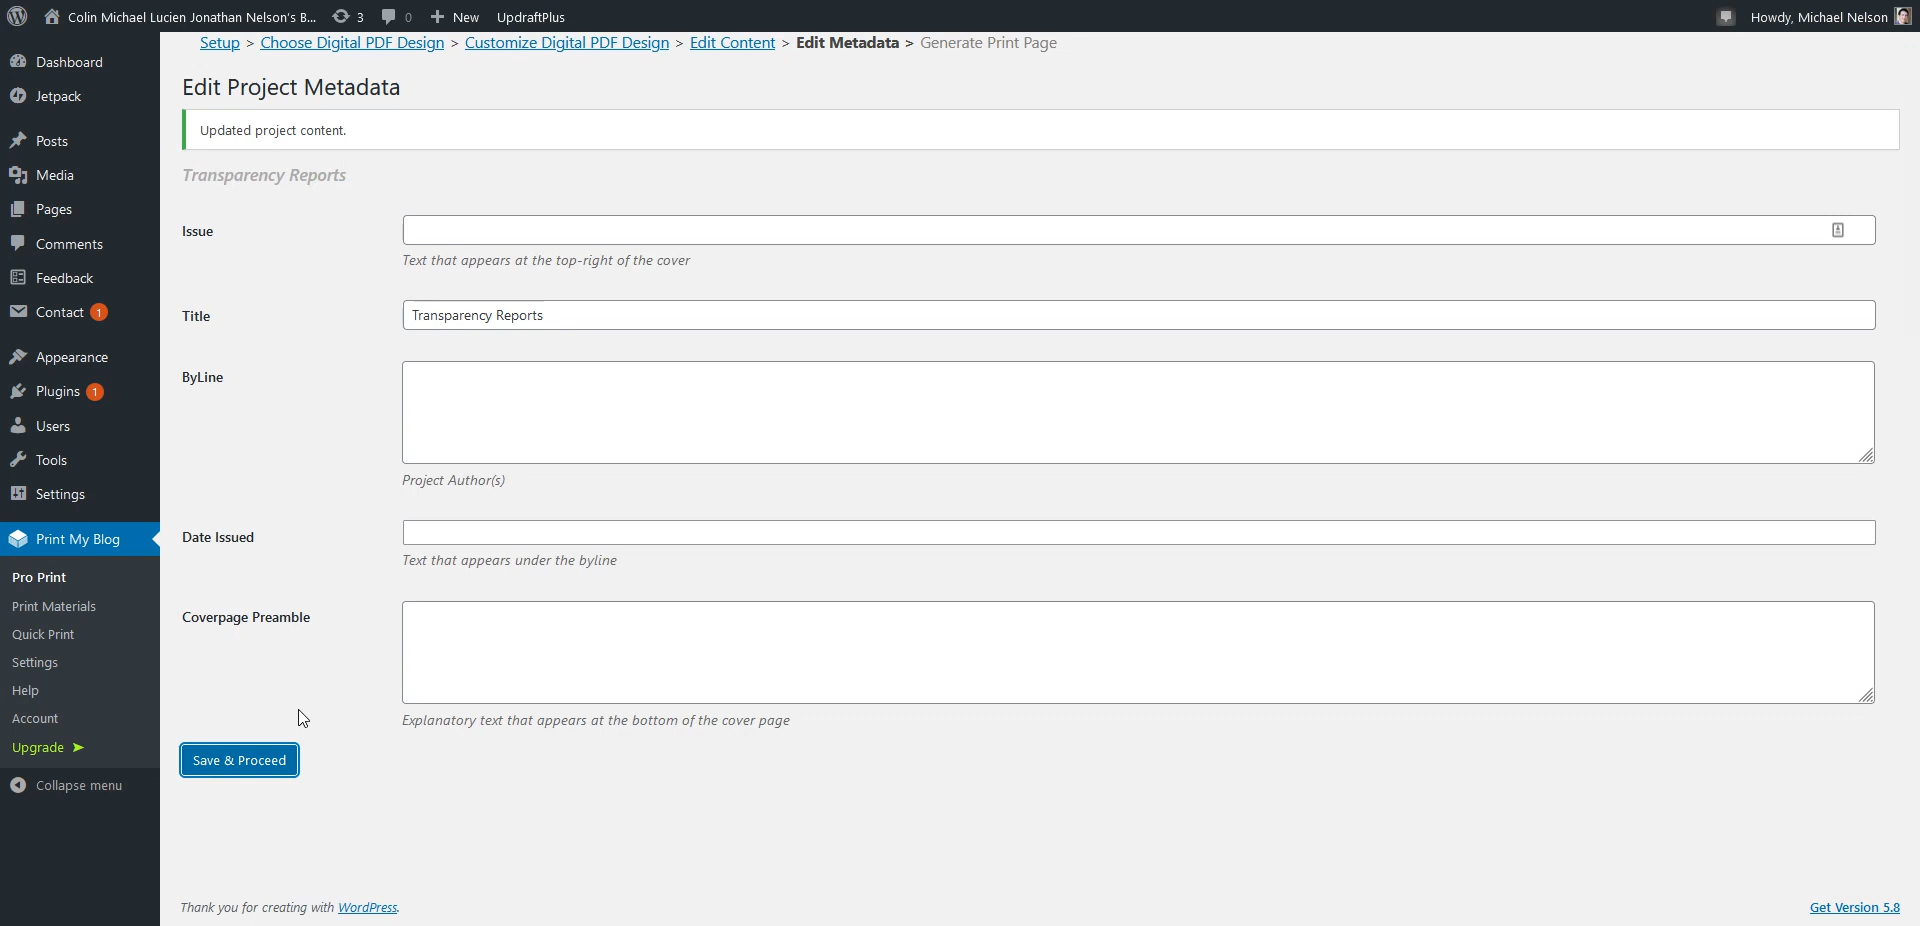 Colin Michael Lucien Jonathan Nelson's B... 3 0 New UpdraftPlus Howdy, Michael Nelson
Setup > Choose Digital PDF Design > Customize Digital PDF Design > Edit Content > Edit Metadata > Generate Print Page
Dashboard
Jetpack
Posts
Media
Pages
Comments
Feedback
Contact 1
Appearance
Plugins 1
Users
Tools
Settings
Print My Blog
Pro Print
Print Materials
Quick Print
Settings
Help
Account
Upgrade ➤
Collapse menu
Edit Project Metadata
Updated project content.
Transparency Reports
Issue
Text that appears at the top-right of the cover
Title Transparency Reports
ByLine
Project Author(s)
Date Issued
Text that appears under the byline
Coverpage Preamble
Explanatory text that appears at the bottom of the cover page
Save & Proceed
Thank you for creating with WordPress. Get Version 5.8